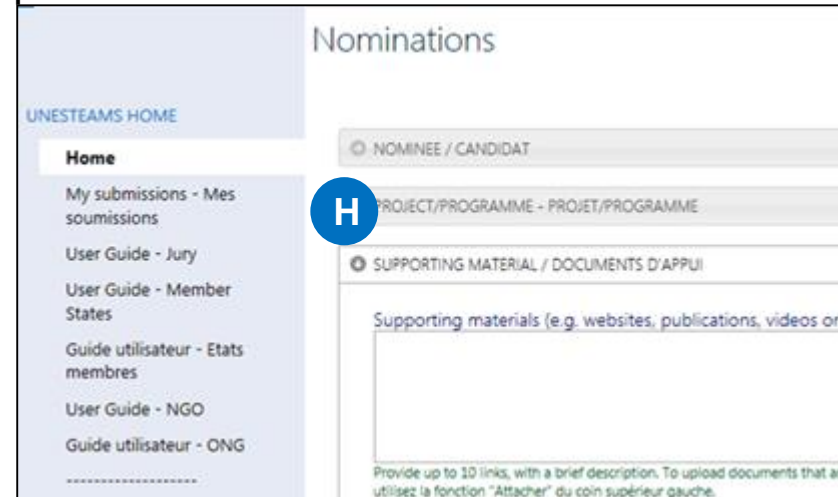 Nominations
UNESTEAMS HOME
Home
My submissions - Mes
soumissions
User Guide - Jury
User Guide - Member
States
Guide utilisateur - Etats
membres
User Guide - NGO
Guide utilisateur - ONG
-------------------
NOMINEE / CANDIDAT
H
PROJECT/PROGRAMME - PROJET/PROGRAMME
SUPPORTING MATERIAL / DOCUMENTS D'APPUI
Supporting materials (e.g. websites, publications, videos or
Provide up to 10 links, with a brief description. To upload documents that
utilisez la fonction "Attacher" du coin supérieur gauche.